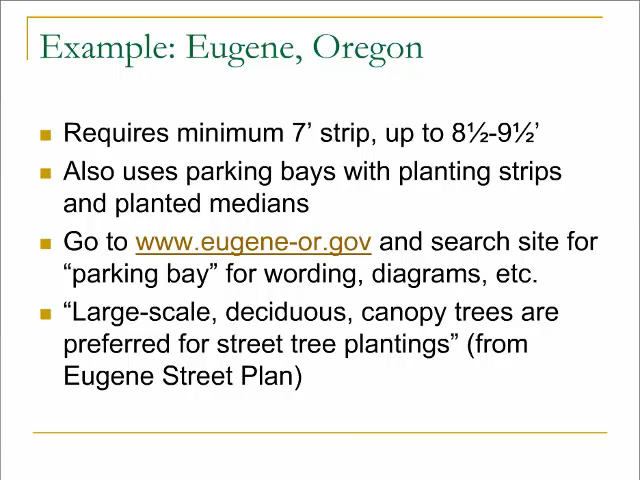 Example: Eugene, Oregon
Requires minimum 7’ strip, up to 8½-9½’
Also uses parking bays with planting strips
and planted medians
Go to www.eugene-or.gov and search site for
“parking bay” for wording, diagrams, etc.
“Large-scale, deciduous, canopy trees are
preferred for street tree plantings” (from
Eugene Street Plan)